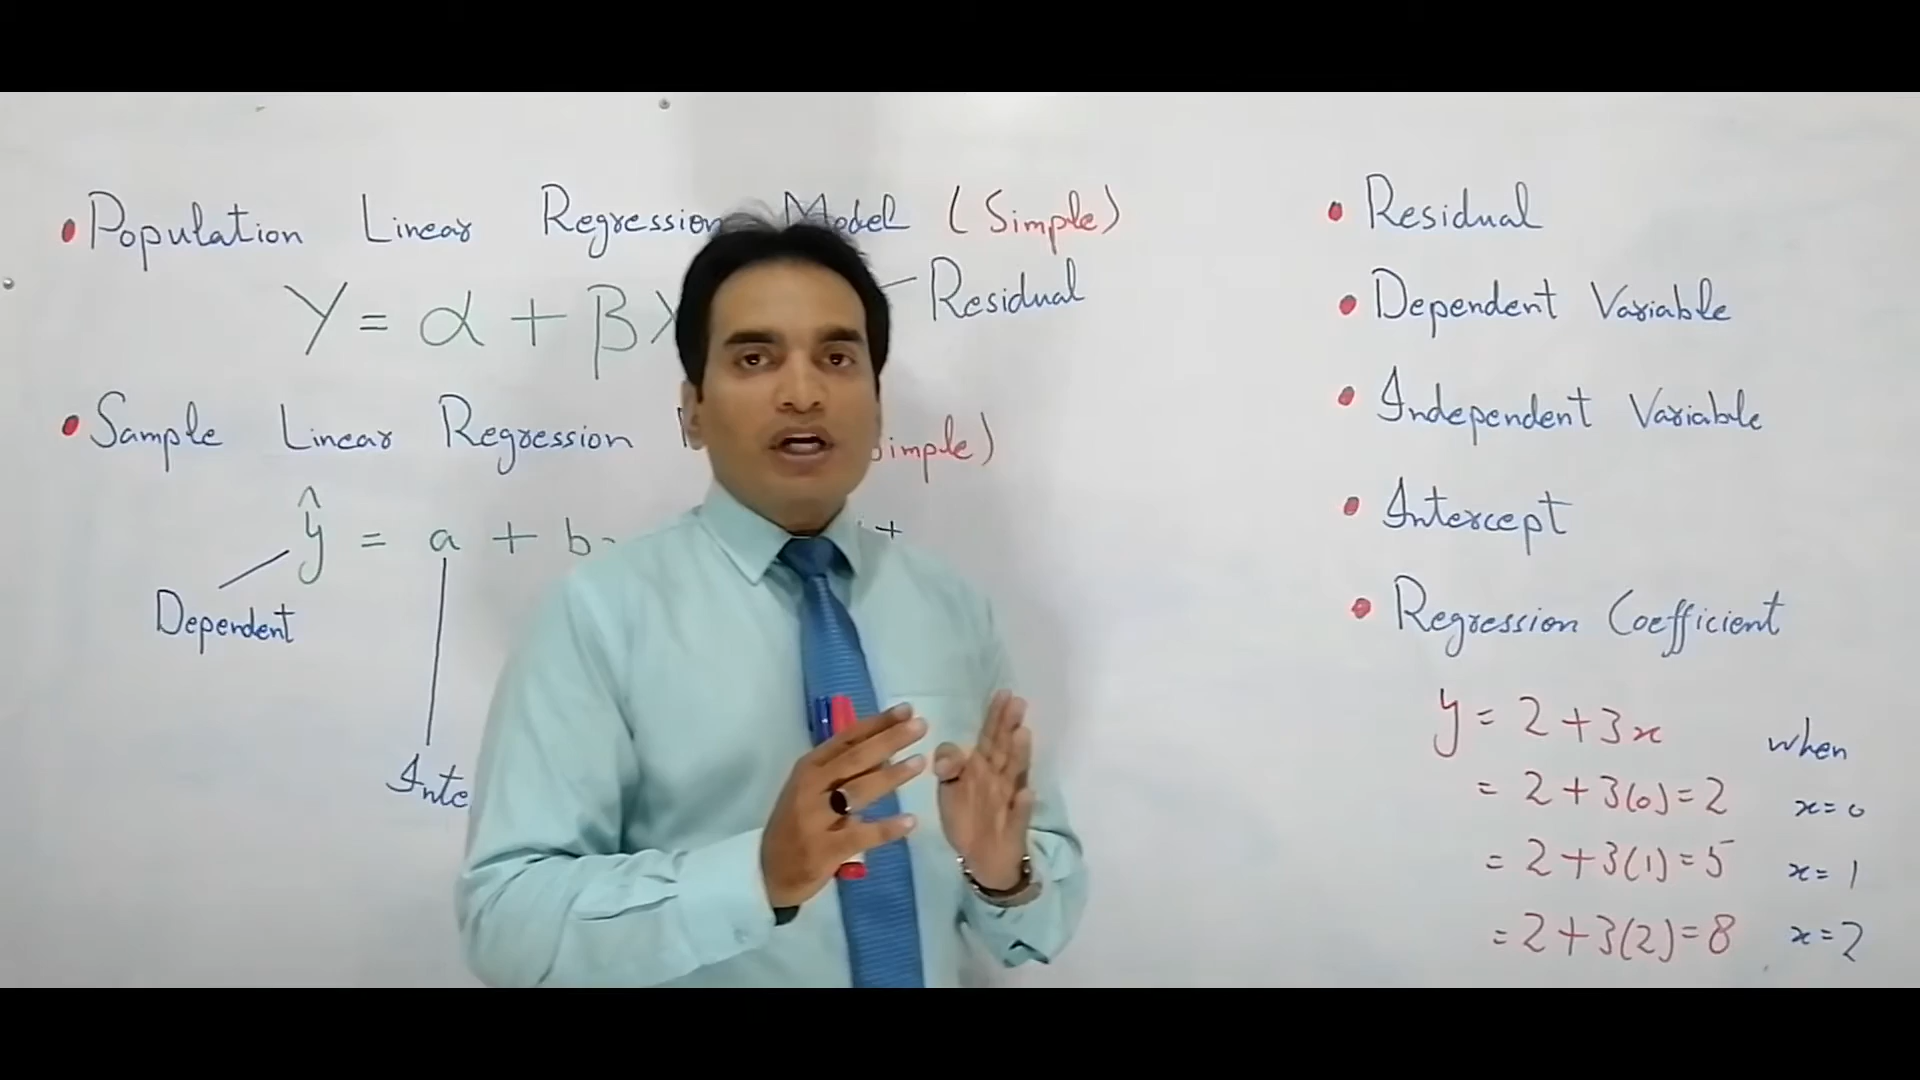 • Population Linear Regression Model (Simple)
Y = α + βX
Residual
• Sample Linear Regression
imple)
ŷ = a + b
+
Dependent
Inte
• Residual
• Dependent Variable
• Independent Variable
• Intercept
• Regression Coefficient
y = 2 + 3x when
= 2 + 3(0) = 2 x = 0
= 2 + 3(1) = 5 x = 1
= 2 + 3(2) = 8 x = 2